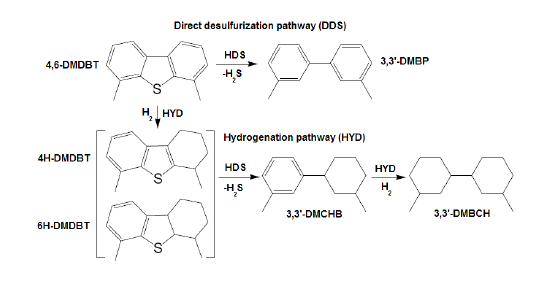 Direct desulfurization pathway (DDS)
4,6-DMDBT
S
HDS
-H2S
3,3'-DMBP
H2 HYD
Hydrogenation pathway (HYD)
4H-DMDBT
S
HDS
-H2S
HYD
H2
3,3'-DMCHB
3,3'-DMBCH
6H-DMDBT
S